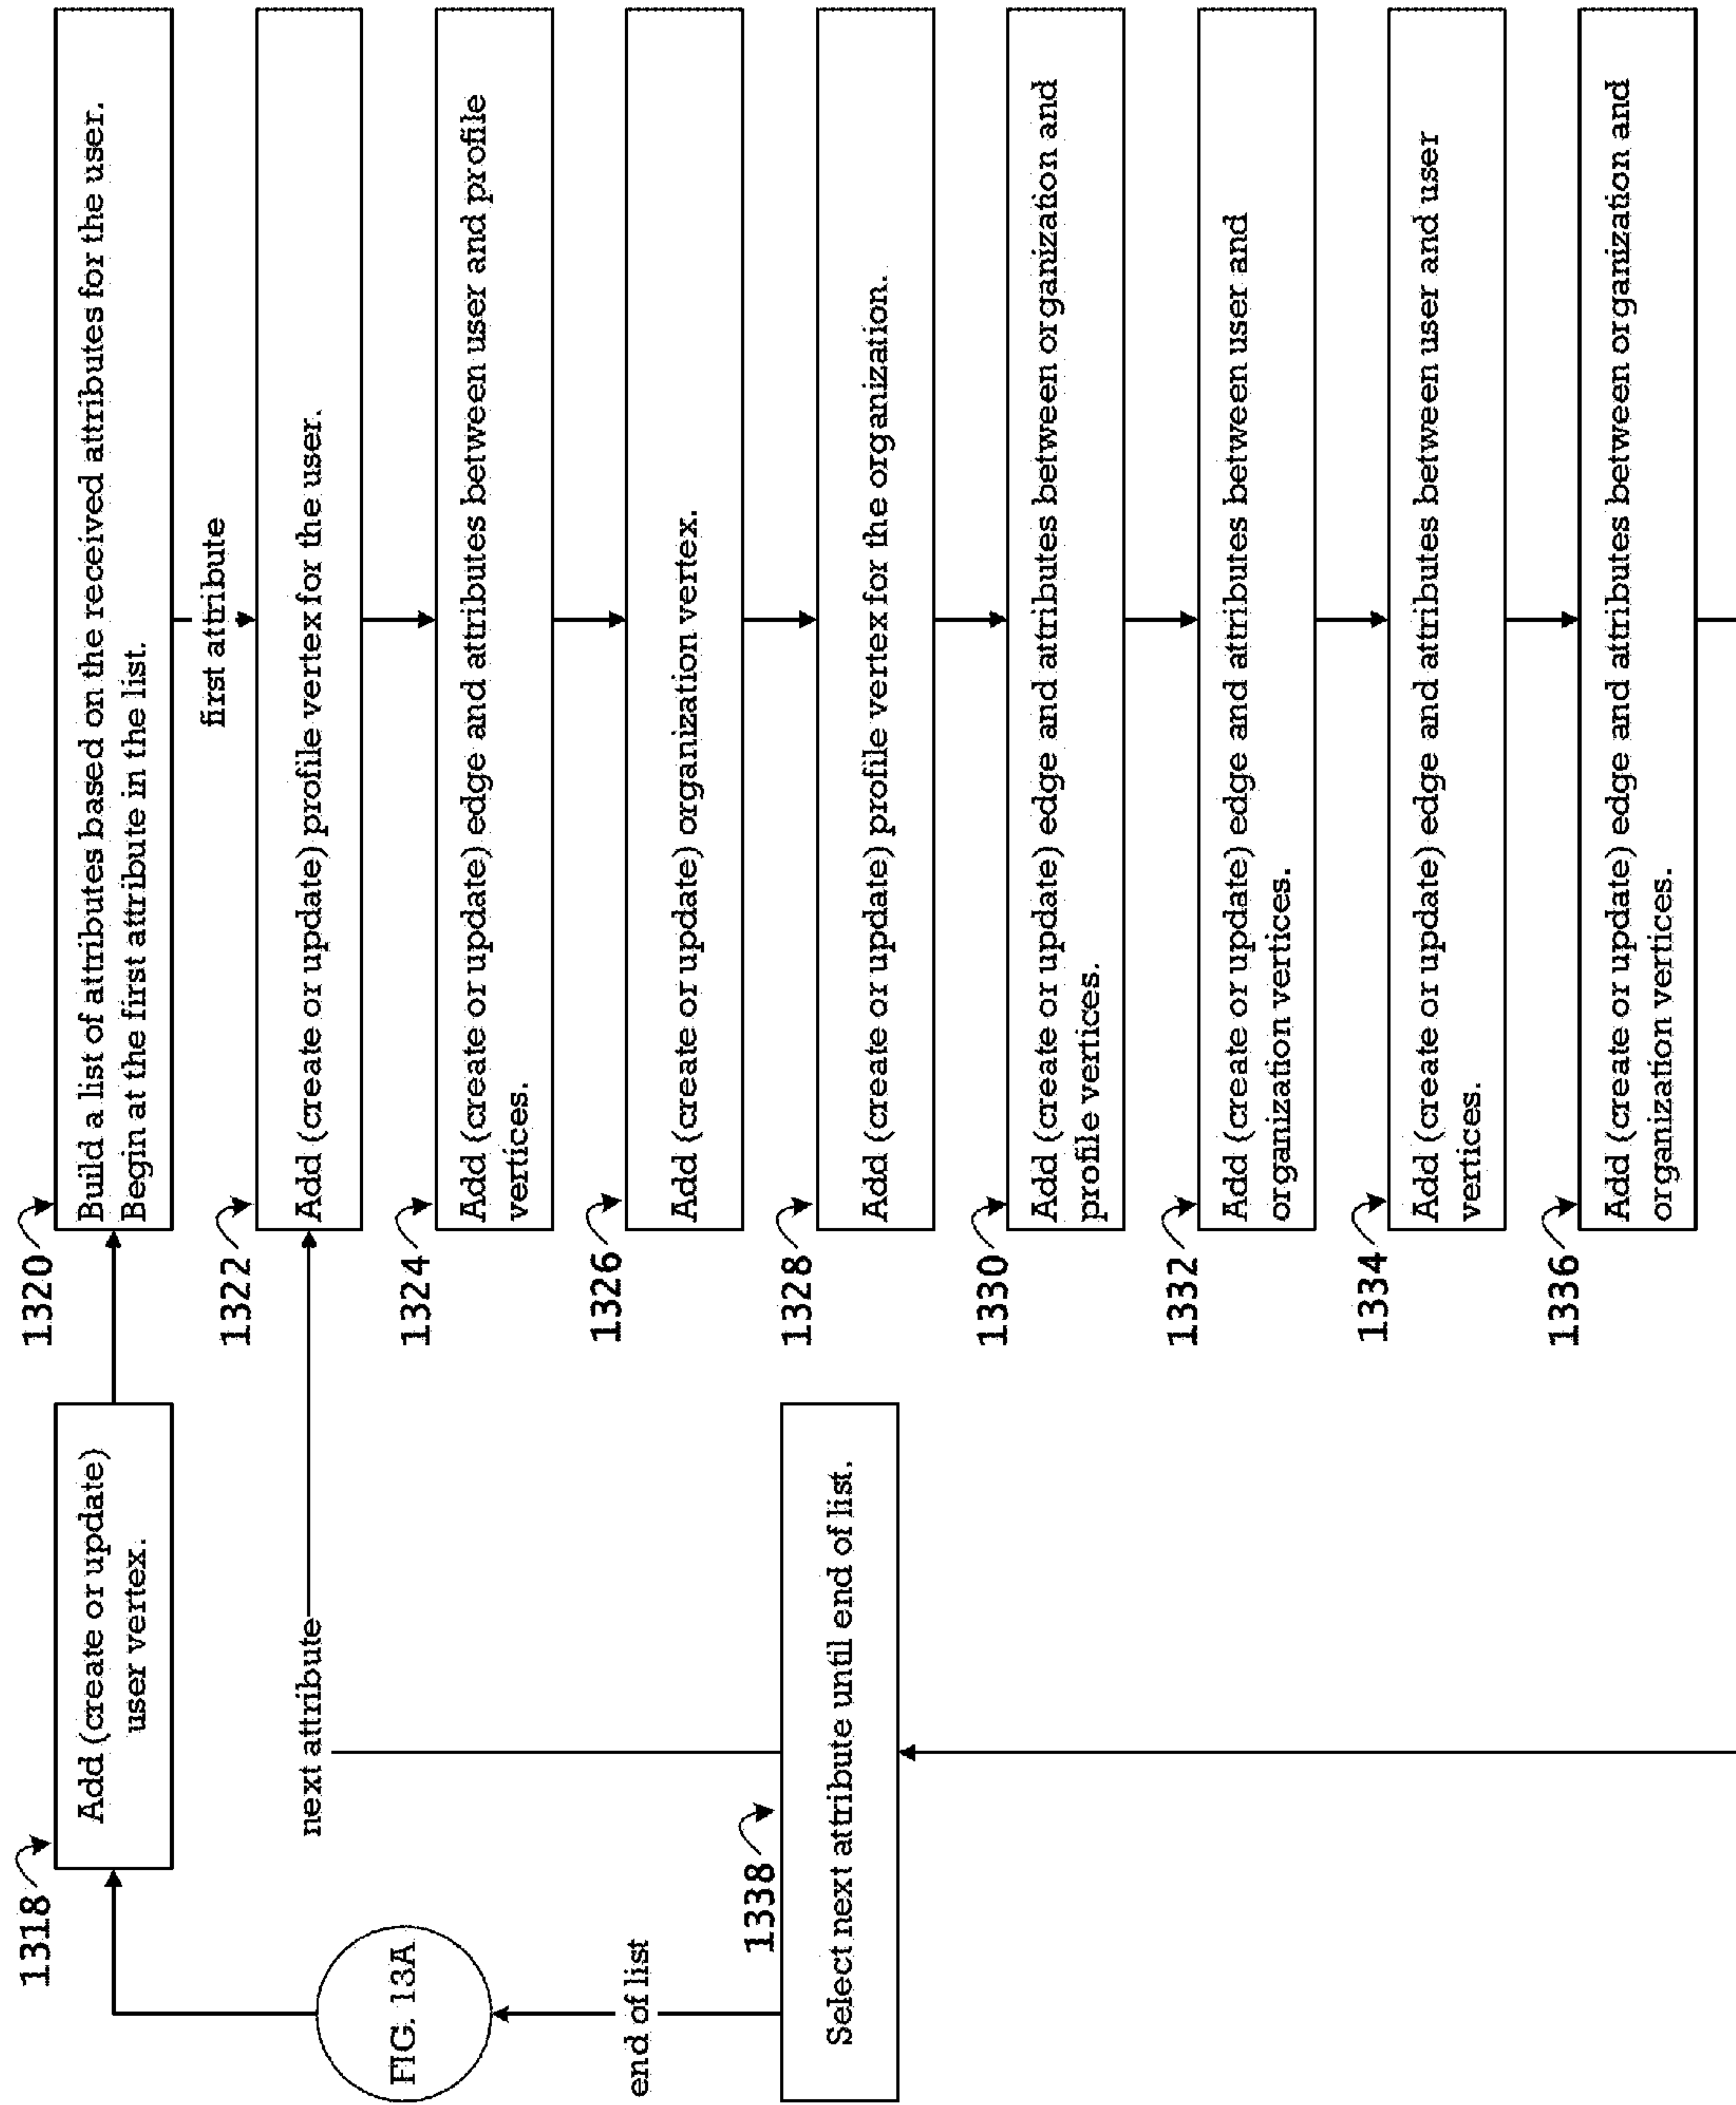 1318
Add (create or update)
user vertex.
1320
Build a list of attributes based on the received attributes for the user.
Begin at the first attribute in the list.
first attribute
1322
Add (create or update) profile vertex for the user.
1324
Add (create or update) edge and attributes between user and profile
vertices.
1326
Add (create or update) organization vertex.
1328
Add (create or update) profile vertex for the organization.
1330
Add (create or update) edge and attributes between organization and
profile vertices.
1332
Add (create or update) edge and attributes between user and
organization vertices.
1334
Add (create or update) edge and attributes between user and user
vertices.
1336
Add (create or update) edge and attributes between organization and
organization vertices.
1338
Select next attribute until end of list.
next attribute
end of list
FIG. 13A